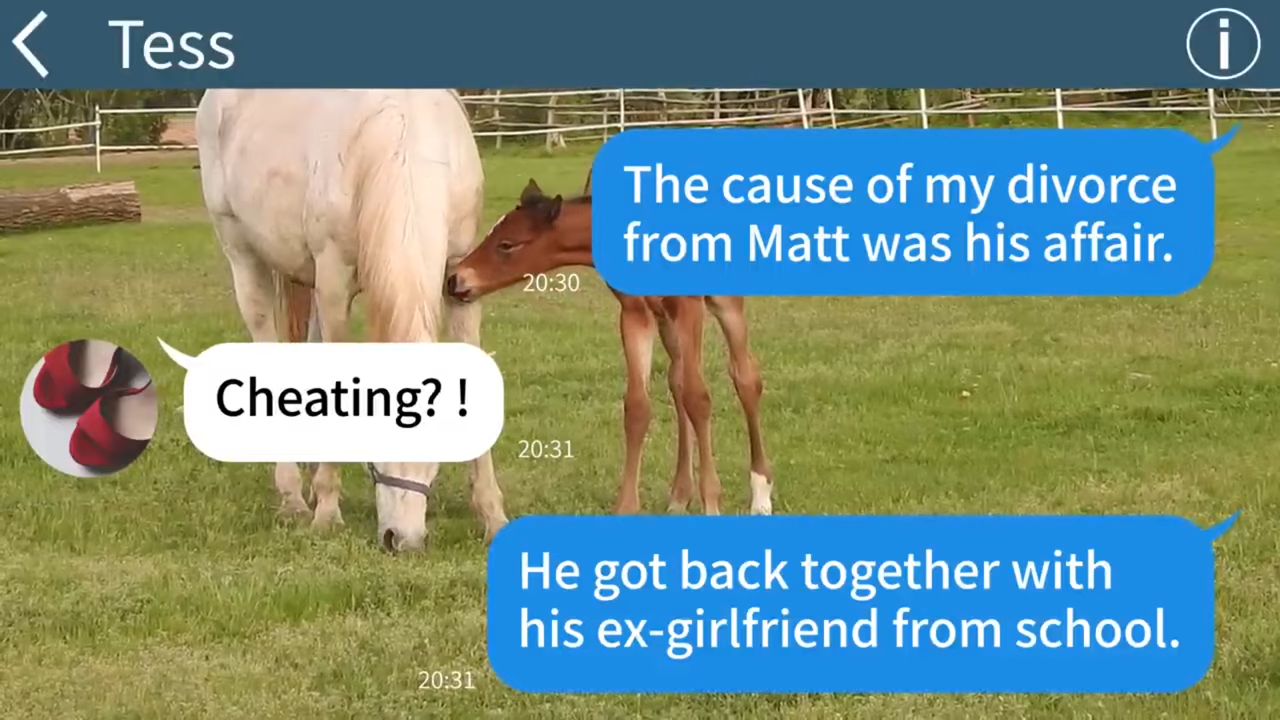 Tess
The cause of my divorce
from Matt was his affair.
20:30
Cheating? !
20:31
He got back together with
his ex-girlfriend from school.
20:31